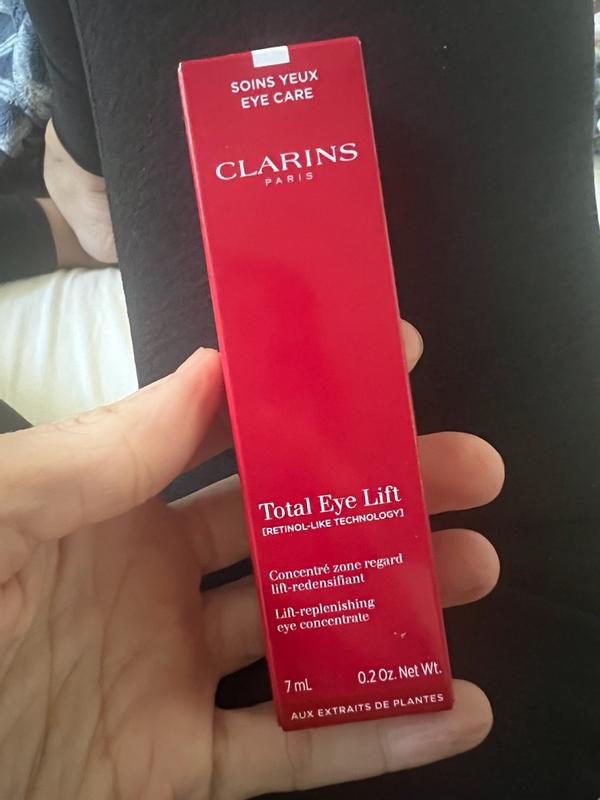 SOINS YEUX
EYE CARE
CLARINS
PARIS
Total Eye Lift
[RETINOL-LIKE TECHNOLOGY]
Concentré zone regard
lift-redensifiant
Lift-replenishing
eye concentrate
7 mL 0.2 Oz. Net Wt.
AUX EXTRAITS DE PLANTES